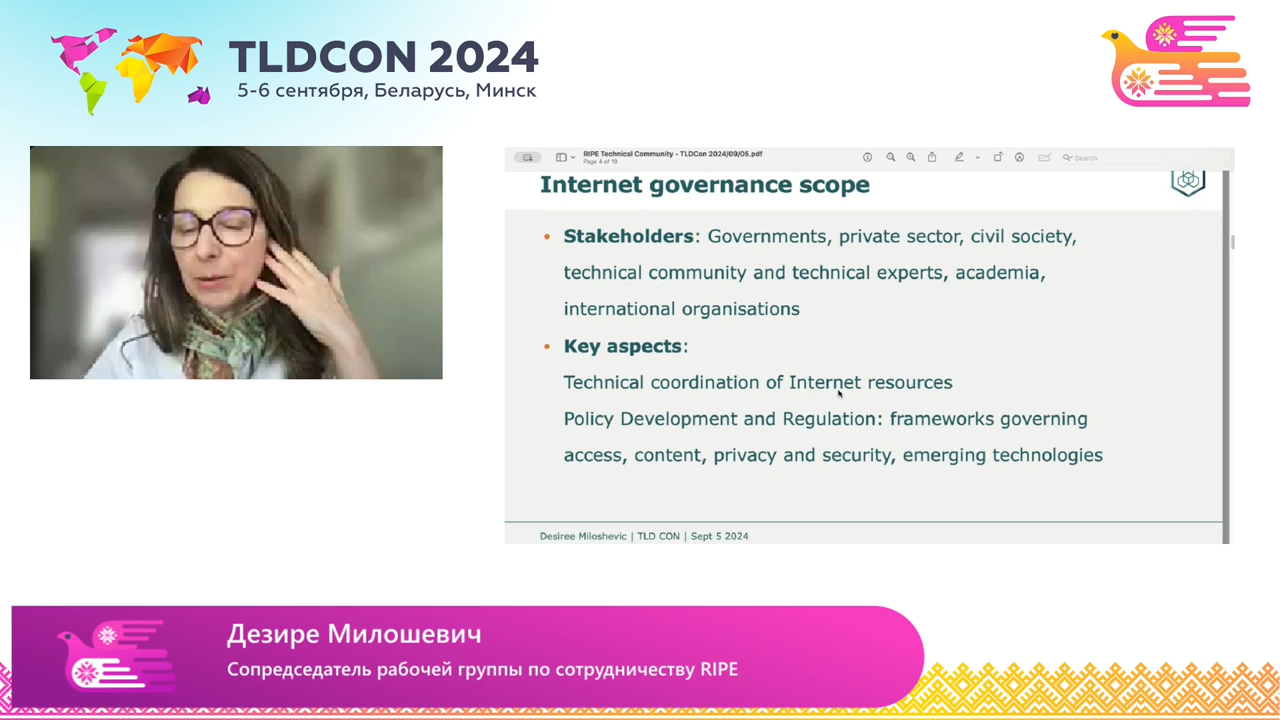 TLDCON 2024
5-6 сентября, Беларусь, Минск
RIPE Technical Community - TLDCon 2024/09/05.pdf
Page 4 of 19
Search
Internet governance scope
• Stakeholders: Governments, private sector, civil society,
technical community and technical experts, academia,
international organisations
• Key aspects:
Technical coordination of Internet resources
Policy Development and Regulation: frameworks governing
access, content, privacy and security, emerging technologies
Desiree Miloshevic | TLD CON | Sept 5 2024
Дезире Милошевич
Сопредседатель рабочей группы по сотрудничеству RIPE